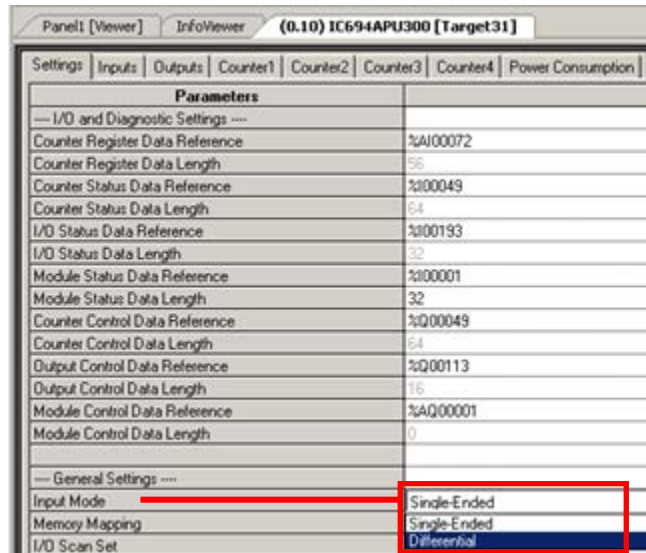 Panel1 [Viewer] InfoViewer (0.10) IC694APU300 [Target31]
Settings Inputs Outputs Counter1 Counter2 Counter3 Counter4 Power Consumption
Parameters
--- I/O and Diagnostic Settings ----
Counter Register Data Reference %AI00072
Counter Register Data Length 56
Counter Status Data Reference %I00049
Counter Status Data Length 64
I/O Status Data Reference %I00193
I/O Status Data Length 32
Module Status Data Reference %I00001
Module Status Data Length 32
Counter Control Data Reference %Q00049
Counter Control Data Length 64
Output Control Data Reference %Q00113
Output Control Data Length 16
Module Control Data Reference %AQ00001
Module Control Data Length 0
--- General Settings ----
Input Mode Single-Ended
Memory Mapping Single-Ended
I/O Scan Set Differential